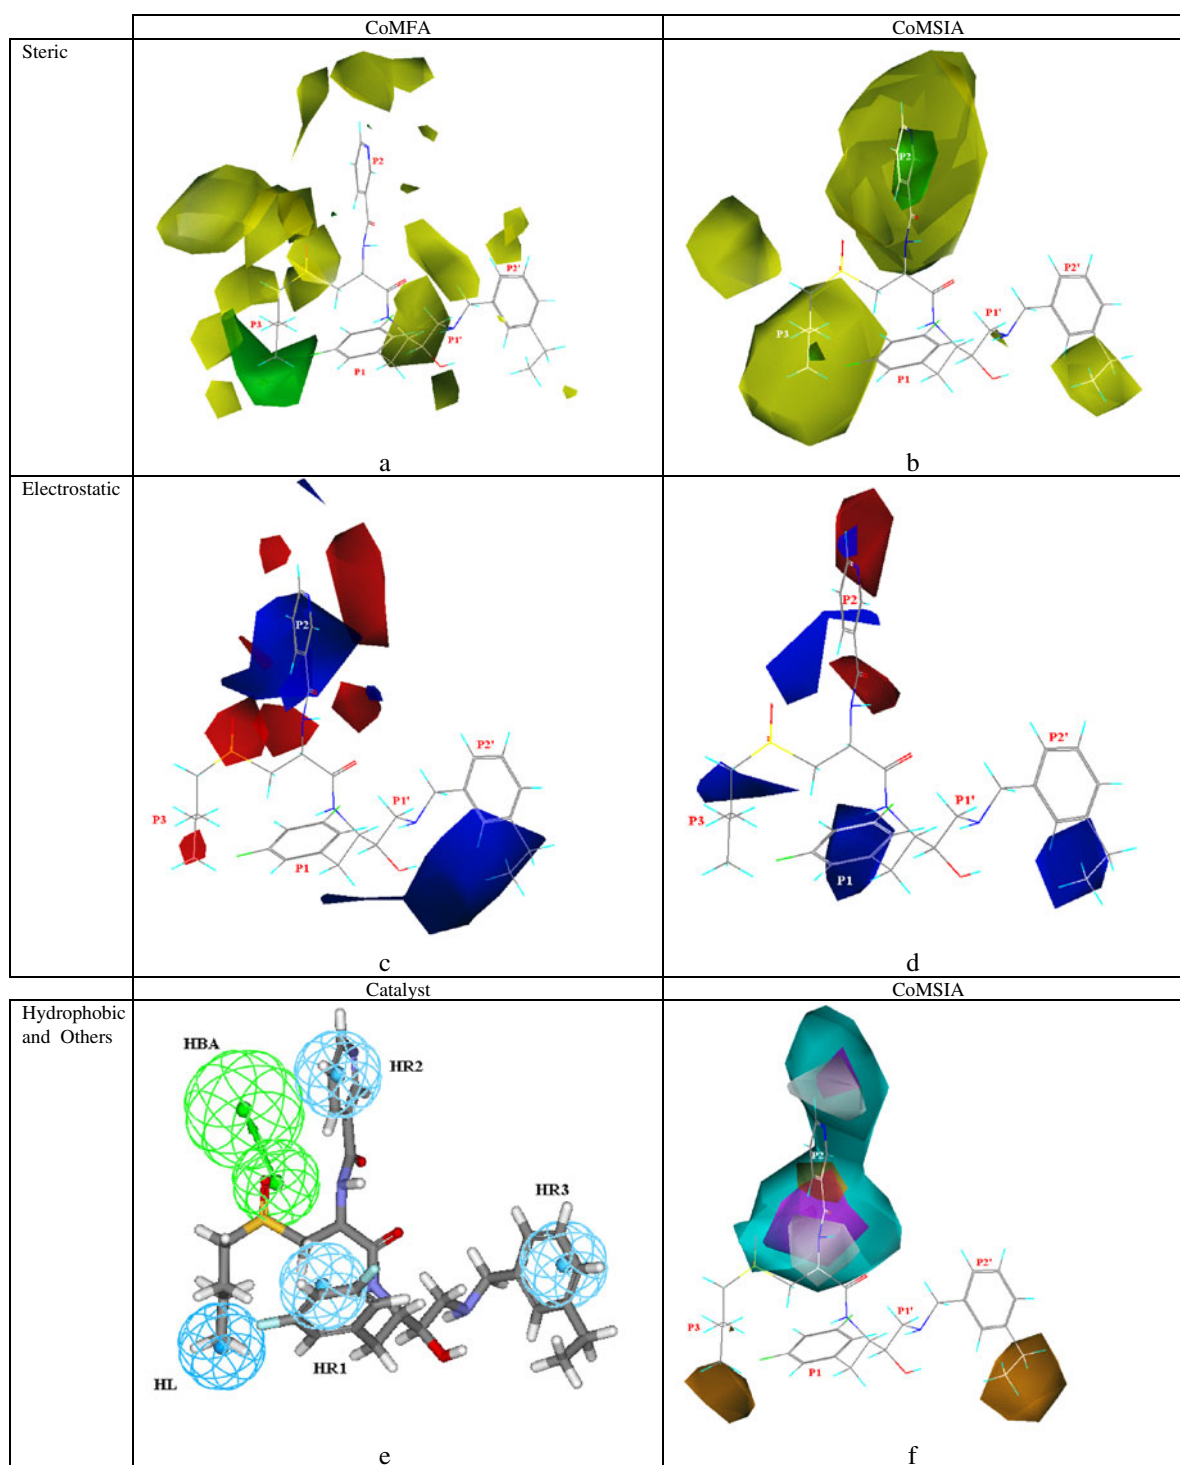 CoMFA CoMSIA
Steric
P2
P3
P1'
P2'
P1
a
P2
P2'
P3
P1'
P1
b
Electrostatic
P2
P2'
P1'
P3
P1
c
P2
P2'
P1'
P3
P1
d
Catalyst CoMSIA
Hydrophobic
and Others
HBA
HR2
HR3
HR1
HL
e
P2
P2'
P3
P1'
P1
f